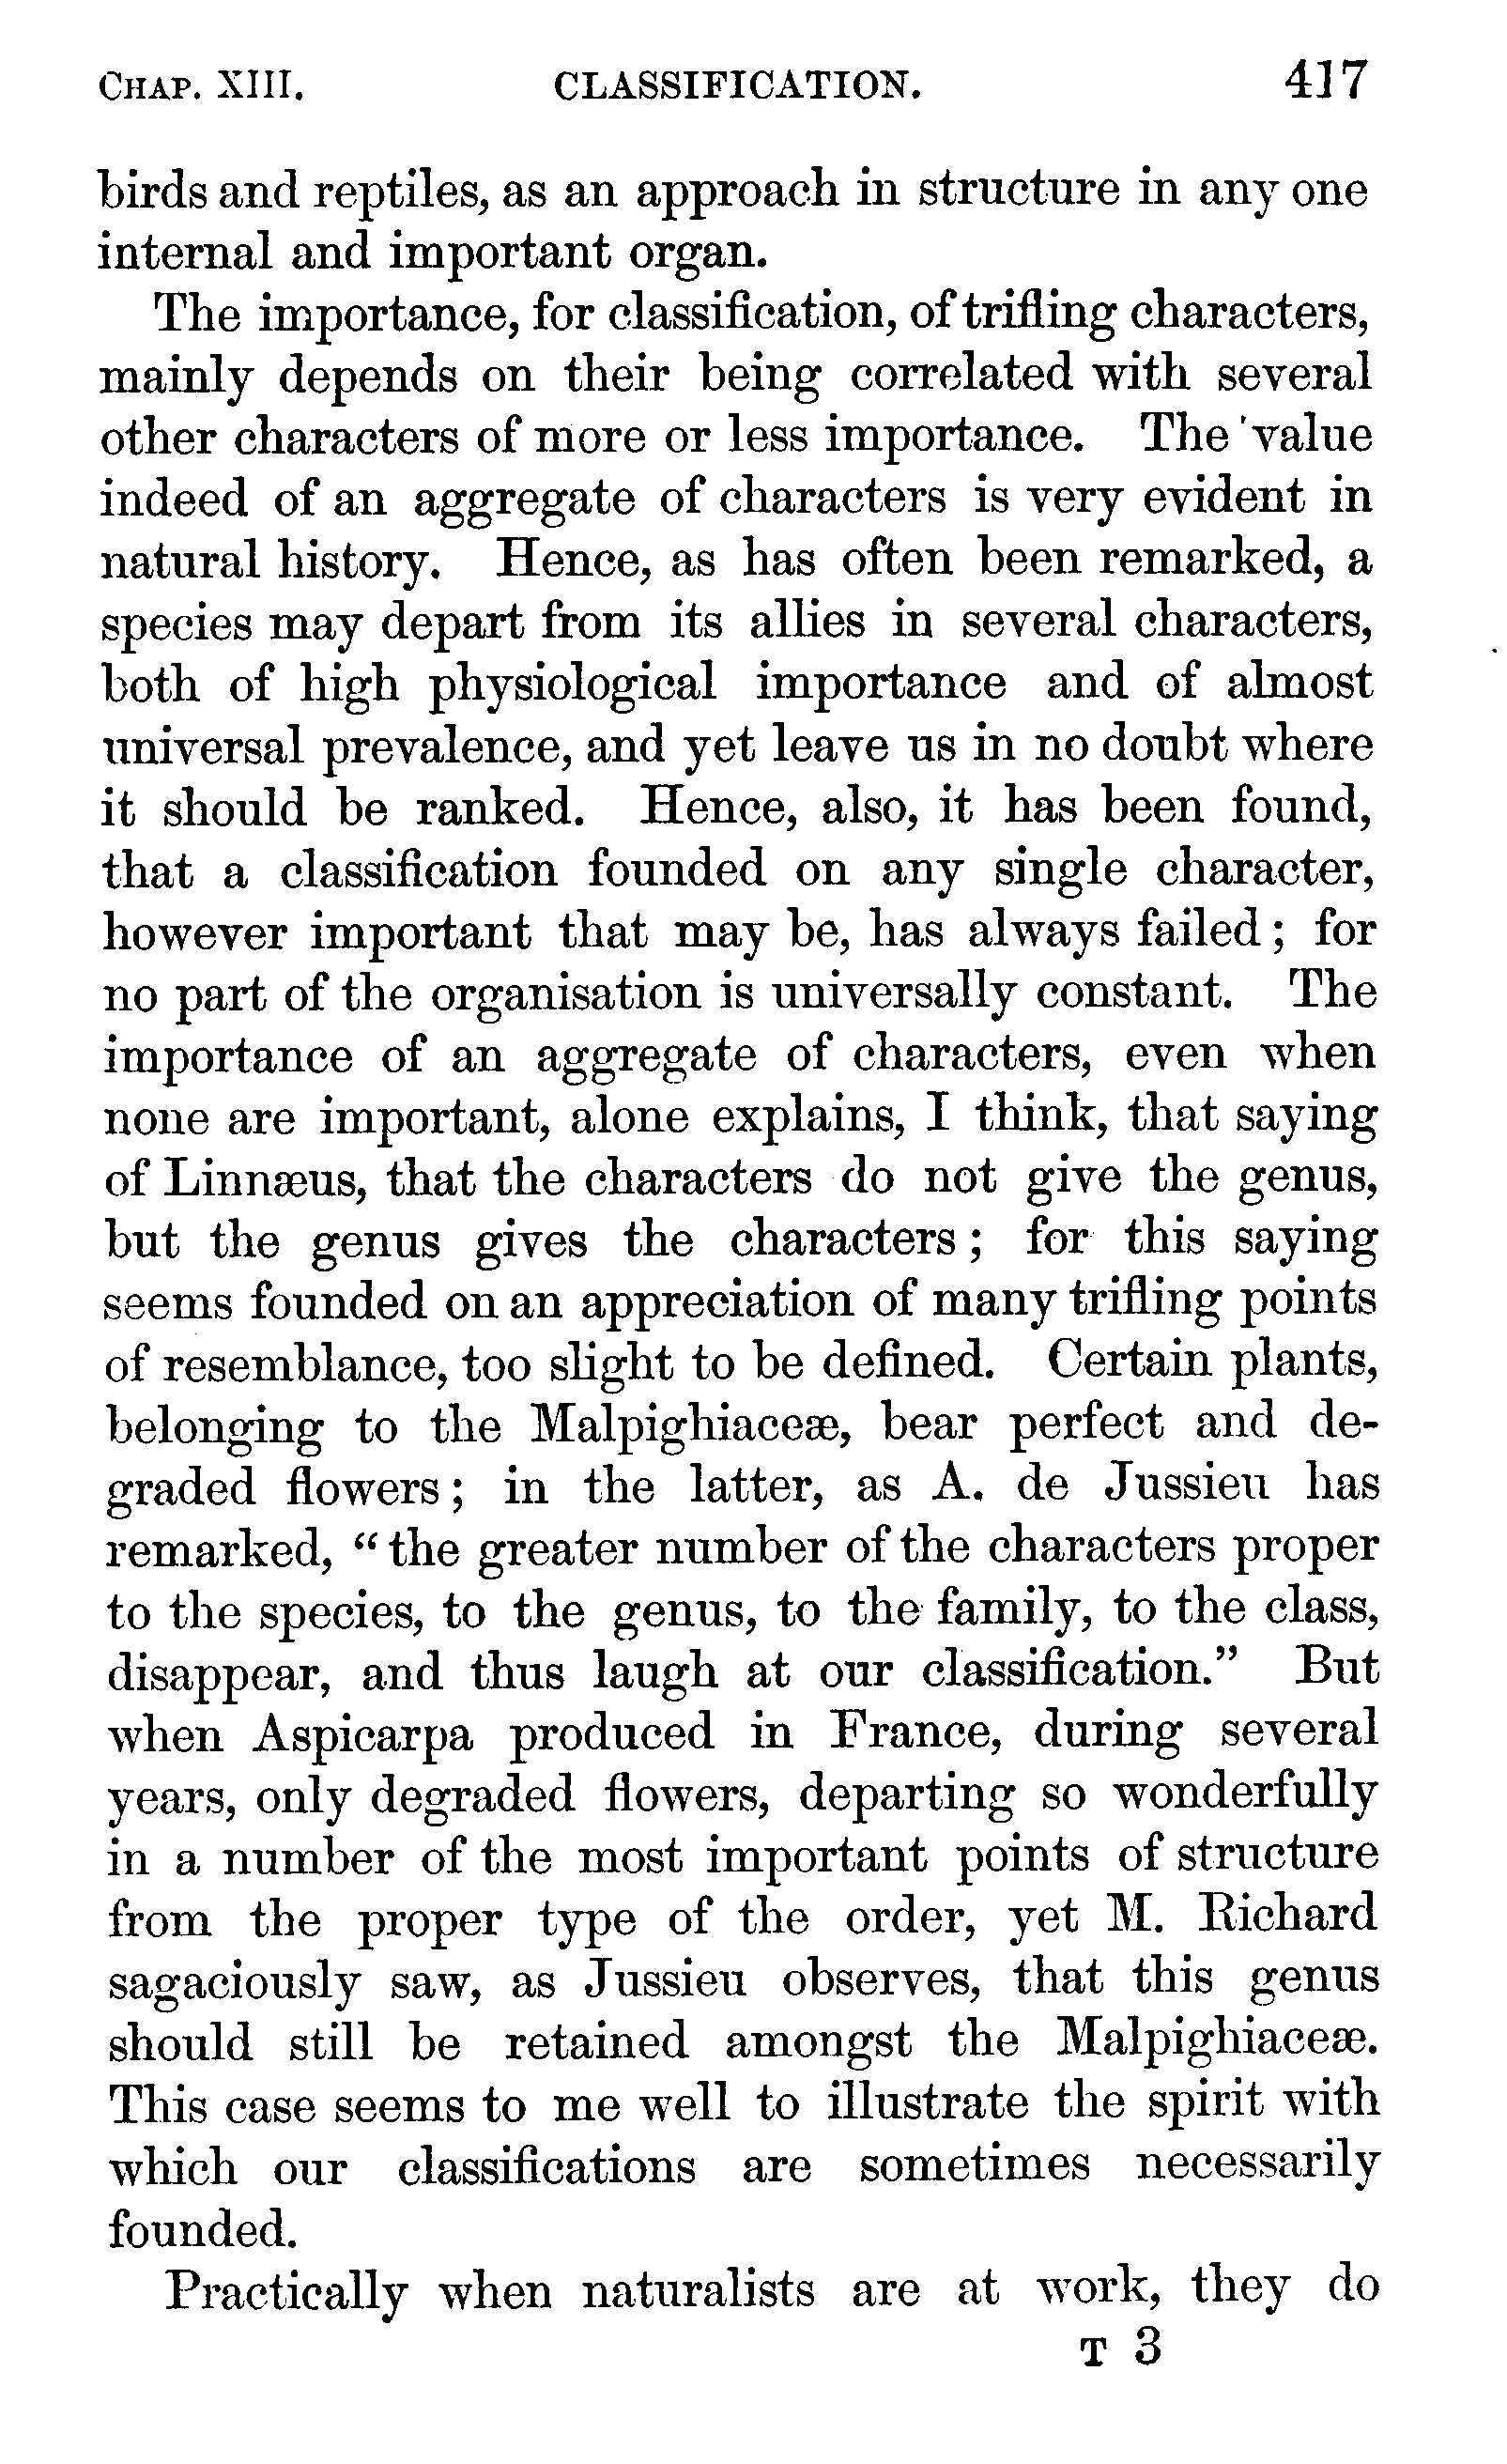 CHAP. XIII. CLASSIFICATION. 417
birds and reptiles, as an approach in structure in any one
internal and important organ.
The importance, for classification, of trifling characters,
mainly depends on their being correlated with several
other characters of more or less importance. The value
indeed of an aggregate of characters is very evident in
natural history. Hence, as has often been remarked, a
species may depart from its allies in several characters,
both of high physiological importance and of almost
universal prevalence, and yet leave us in no doubt where
it should be ranked. Hence, also, it has been found,
that a classification founded on any single character,
however important that may be, has always failed; for
no part of the organisation is universally constant. The
importance of an aggregate of characters, even when
none are important, alone explains, I think, that saying
of Linnæus, that the characters do not give the genus,
but the genus gives the characters; for this saying
seems founded on an appreciation of many trifling points
of resemblance, too slight to be defined. Certain plants,
belonging to the Malpighiaceæ, bear perfect and de-
graded flowers; in the latter, as A. de Jussieu has
remarked, “the greater number of the characters proper
to the species, to the genus, to the family, to the class,
disappear, and thus laugh at our classification.” But
when Aspicarpa produced in France, during several
years, only degraded flowers, departing so wonderfully
in a number of the most important points of structure
from the proper type of the order, yet M. Richard
sagaciously saw, as Jussieu observes, that this genus
should still be retained amongst the Malpighiaceæ.
This case seems to me well to illustrate the spirit with
which our classifications are sometimes necessarily
founded.
Practically when naturalists are at work, they do
T 3